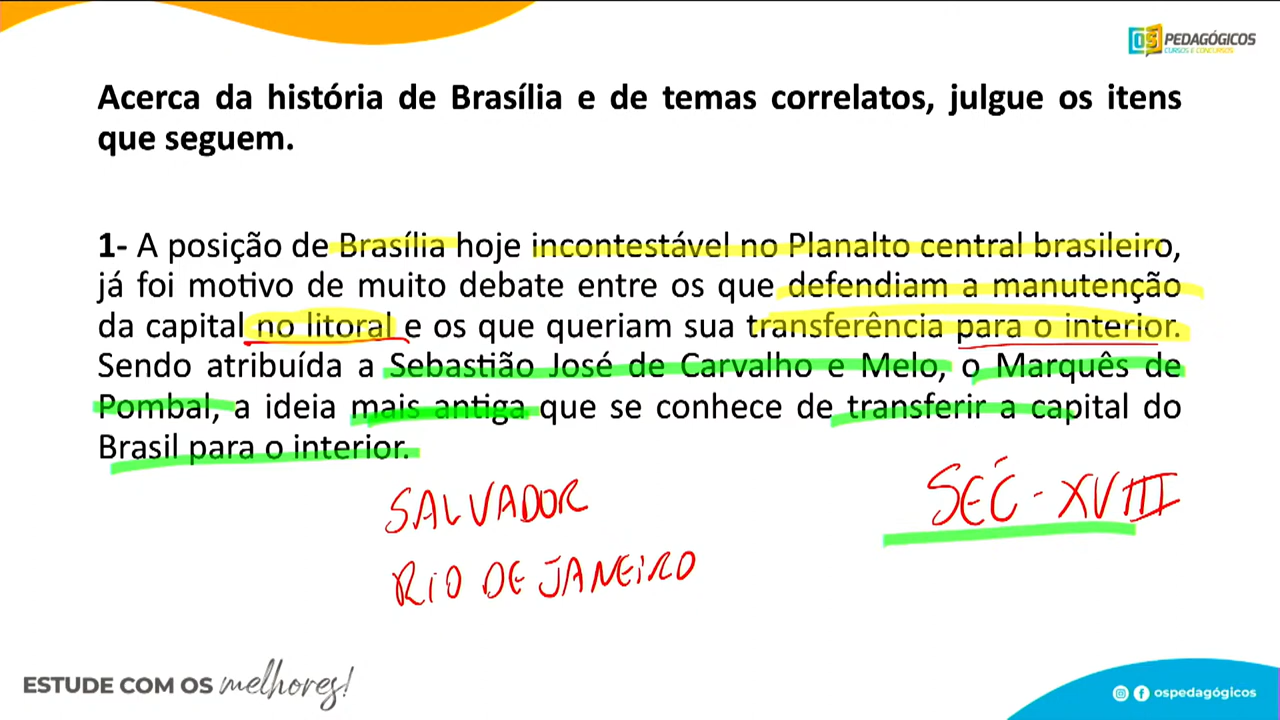 OS PEDAGÓGICOS
CURSOS E CONCURSOS
Acerca da história de Brasília e de temas correlatos, julgue os itens
que seguem.
1- A posição de Brasília hoje incontestável no Planalto central brasileiro,
já foi motivo de muito debate entre os que defendiam a manutenção
da capital no litoral e os que queriam sua transferência para o interior.
Sendo atribuída a Sebastião José de Carvalho e Melo, o Marquês de
Pombal, a ideia mais antiga que se conhece de transferir a capital do
Brasil para o interior.
SALVADOR
SÉC - XVIII
RIO DE JANEIRO
ESTUDE COM OS melhores!
ospedagógicos